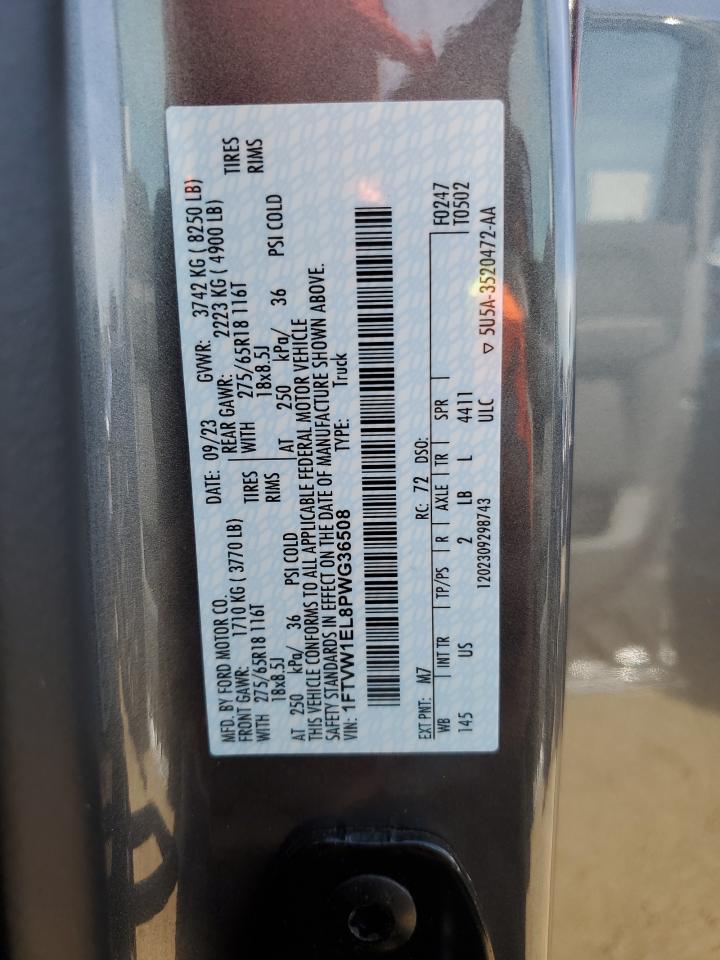 MFD. BY FORD MOTOR CO.
DATE: 09/23
GVWR: 3742 KG ( 8250 LB)
FRONT GAWR: 1710 KG ( 3770 LB)
REAR GAWR: 2223 KG ( 4900 LB)
WITH 275/65R18 116T TIRES
WITH 275/65R18 116T TIRES
18x8.5J RIMS
18x8.5J RIMS
AT 250 kPa/ 36 PSI COLD
AT 250 kPa/ 36 PSI COLD
THIS VEHICLE CONFORMS TO ALL APPLICABLE FEDERAL MOTOR VEHICLE
SAFETY STANDARDS IN EFFECT ON THE DATE OF MANUFACTURE SHOWN ABOVE.
VIN: 1FTVW1EL8PWG36508
TYPE: Truck
EXT PNT: M7 RC: 72 DSO: F0247
WB INT TR TP/PS R AXLE TR SPR T0502
145 US 2 LB L 4411
1202309298743 ULC
▽ 5U5A-3520472-AA